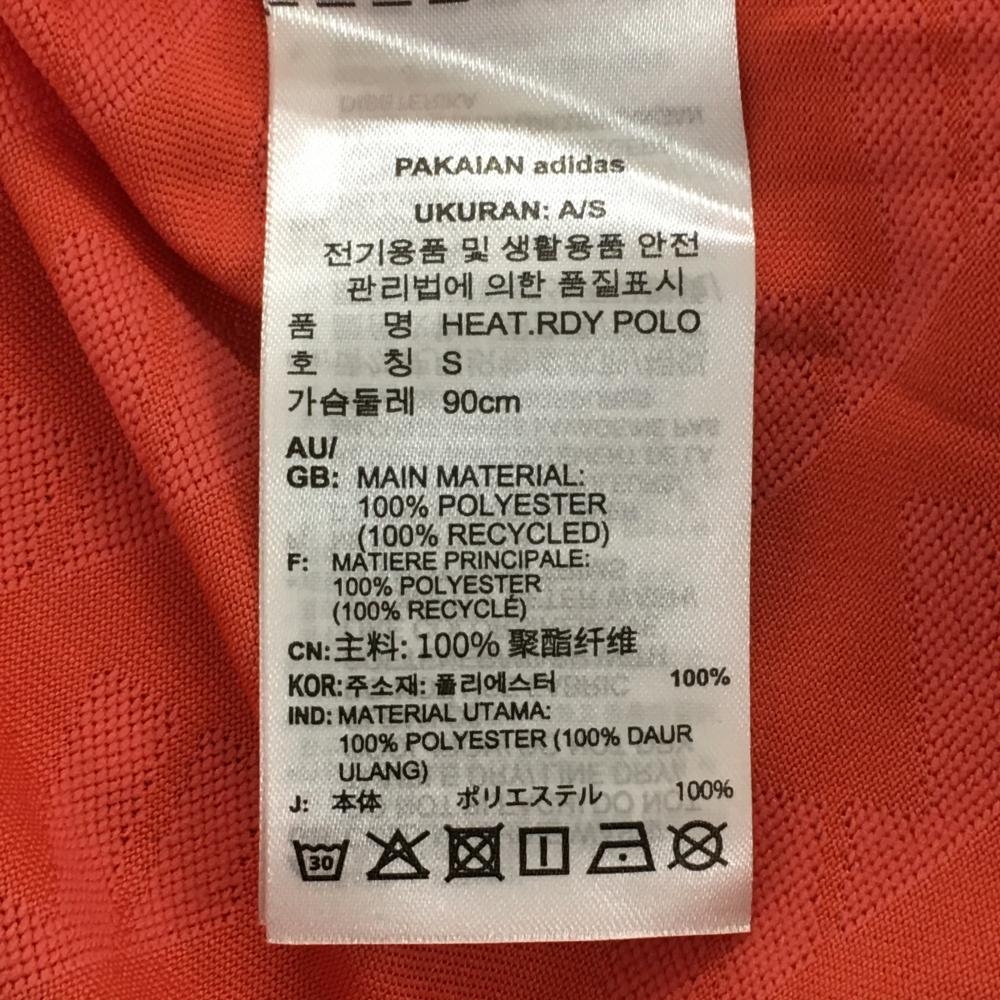 PAKAIAN adidas
UKURAN: A/S
전기용품 및 생활용품 안전
관리법에 의한 품질표시
품 명 HEAT.RDY POLO
호 칭 S
가슴둘레 90cm
AU/
GB: MAIN MATERIAL:
100% POLYESTER
(100% RECYCLED)
F: MATIERE PRINCIPALE:
100% POLYESTER
(100% RECYCLÉ)
CN:主料: 100% 聚酯纤维
KOR:주소재: 폴리에스터 100%
IND: MATERIAL UTAMA:
100% POLYESTER (100% DAUR
ULANG)
J: 本体 ポリエステル 100%
30